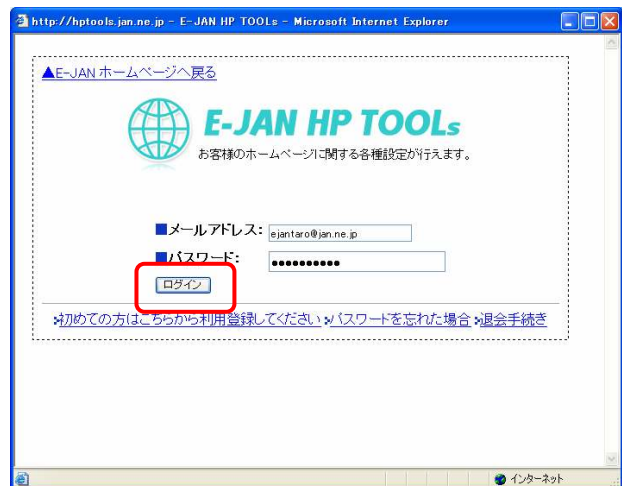 http://hptools.jan.ne.jp - E-JAN HP TOOLs - Microsoft Internet Explorer
▲E-JAN ホームページへ戻る
E-JAN HP TOOLs
お客様のホームページに関する各種設定が行えます。
■メールアドレス: ejantaro@jan.ne.jp
■パスワード: ●●●●●●●●●●
ログイン
初めての方はこちらから利用登録してください パスワードを忘れた場合 退会手続き
インターネット